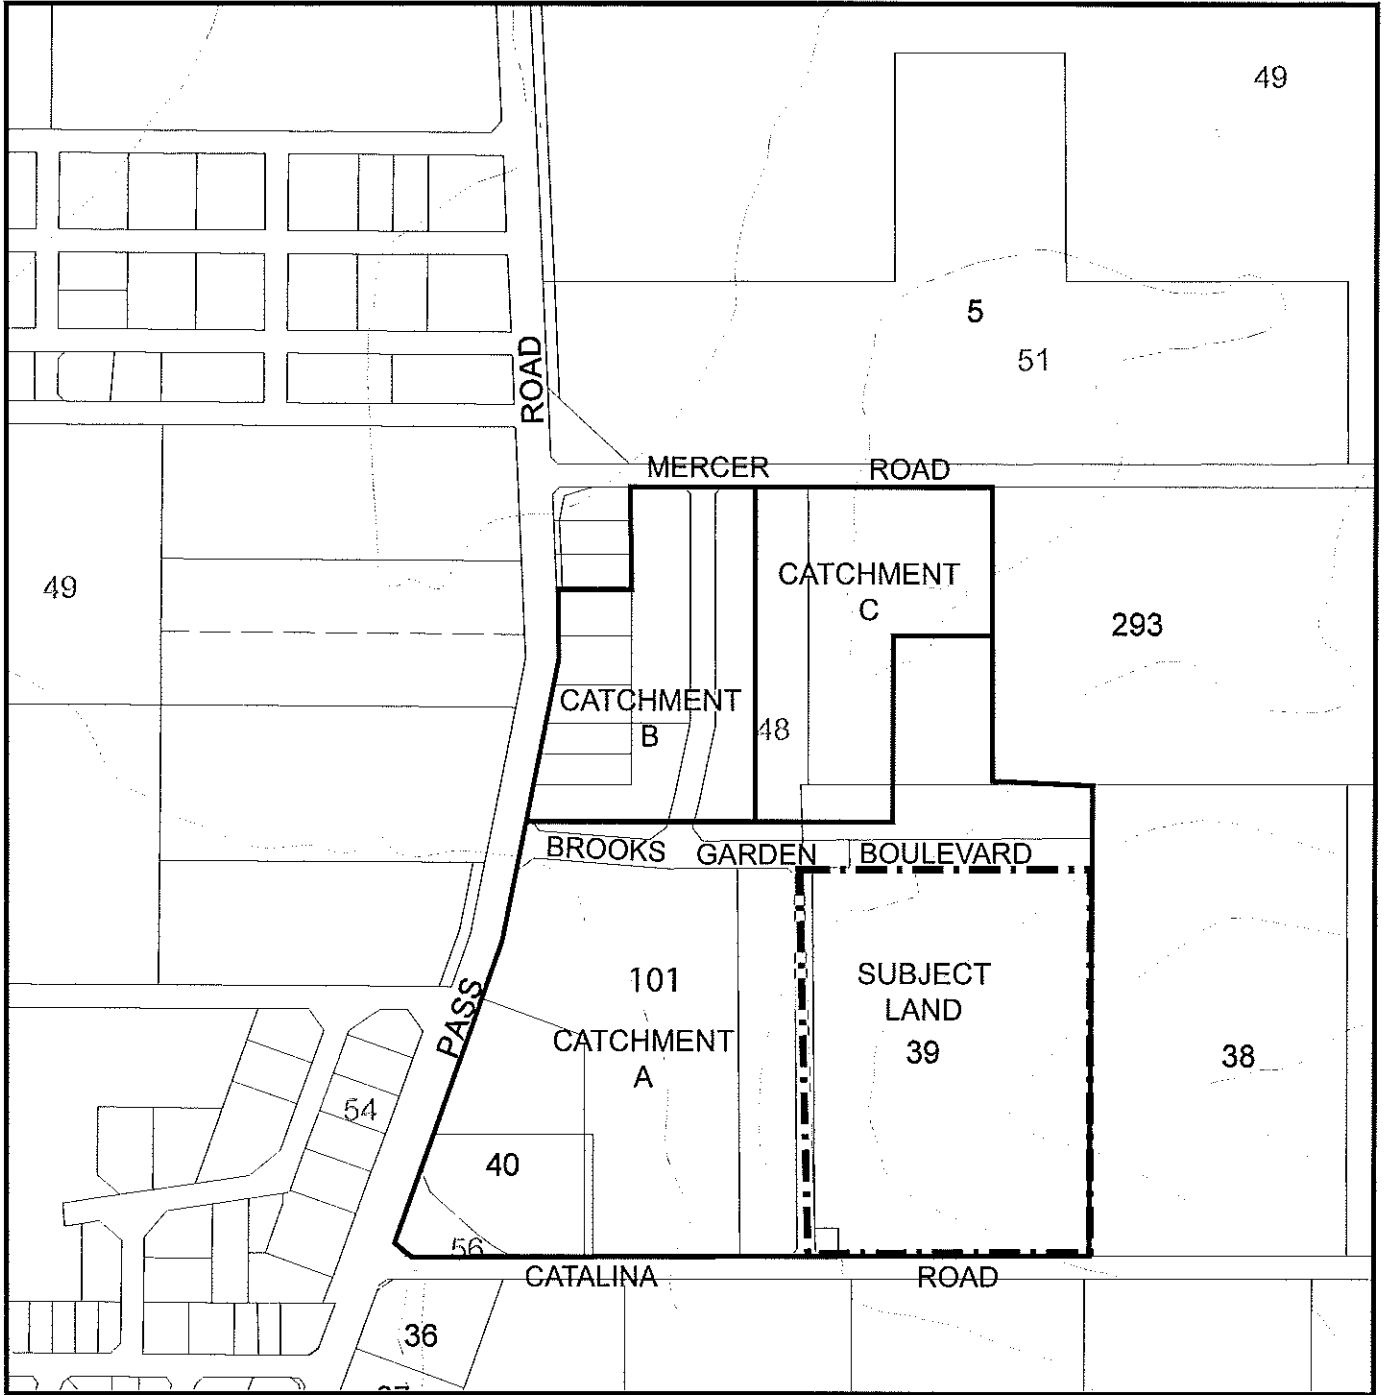 49
5
51
ROAD
MERCER ROAD
CATCHMENT
C
49
293
CATCHMENT
B
48
BROOKS GARDEN BOULEVARD
SUBJECT
LAND
39
101
PASS
CATCHMENT
A
38
54
40
56
CATALINA ROAD
36